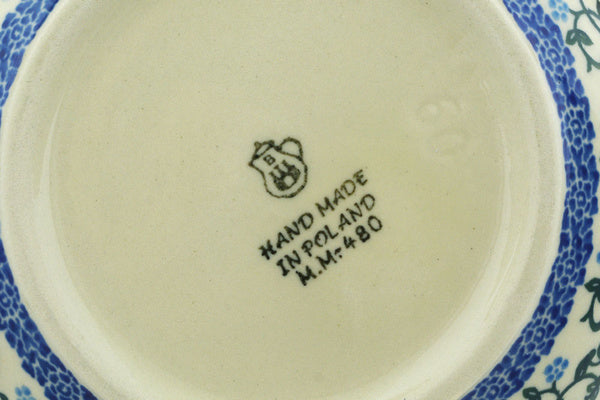 B
HAND MADE
IN POLAND
M.M.-480